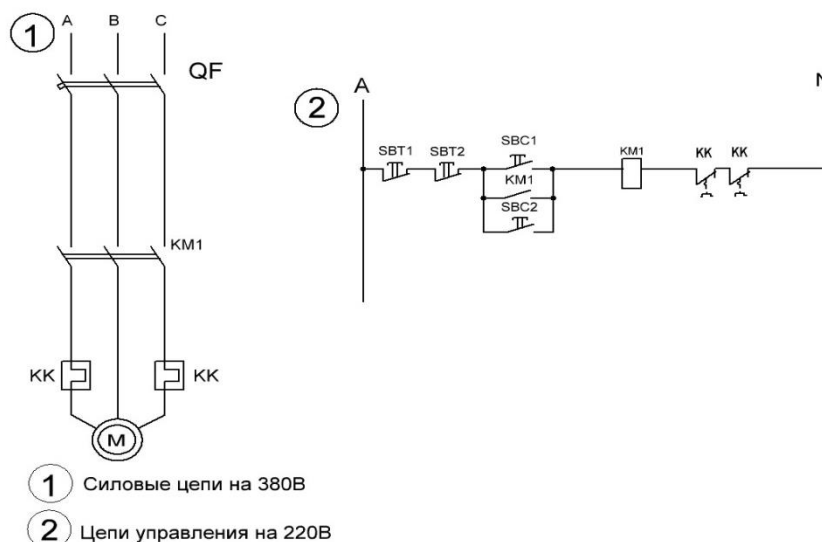 1
A B C
QF
KM1
KK KK
M
2
A
N
SBT1 SBT2 SBC1 KM1 KK KK
KM1
SBC2
1 Силовые цепи на 380В
2 Цепи управления на 220В